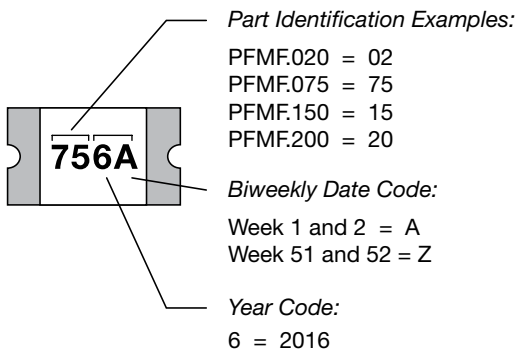 Part Identification Examples:
PFMF.020 = 02
PFMF.075 = 75
PFMF.150 = 15
PFMF.200 = 20
756A
Biweekly Date Code:
Week 1 and 2 = A
Week 51 and 52 = Z
Year Code:
6 = 2016